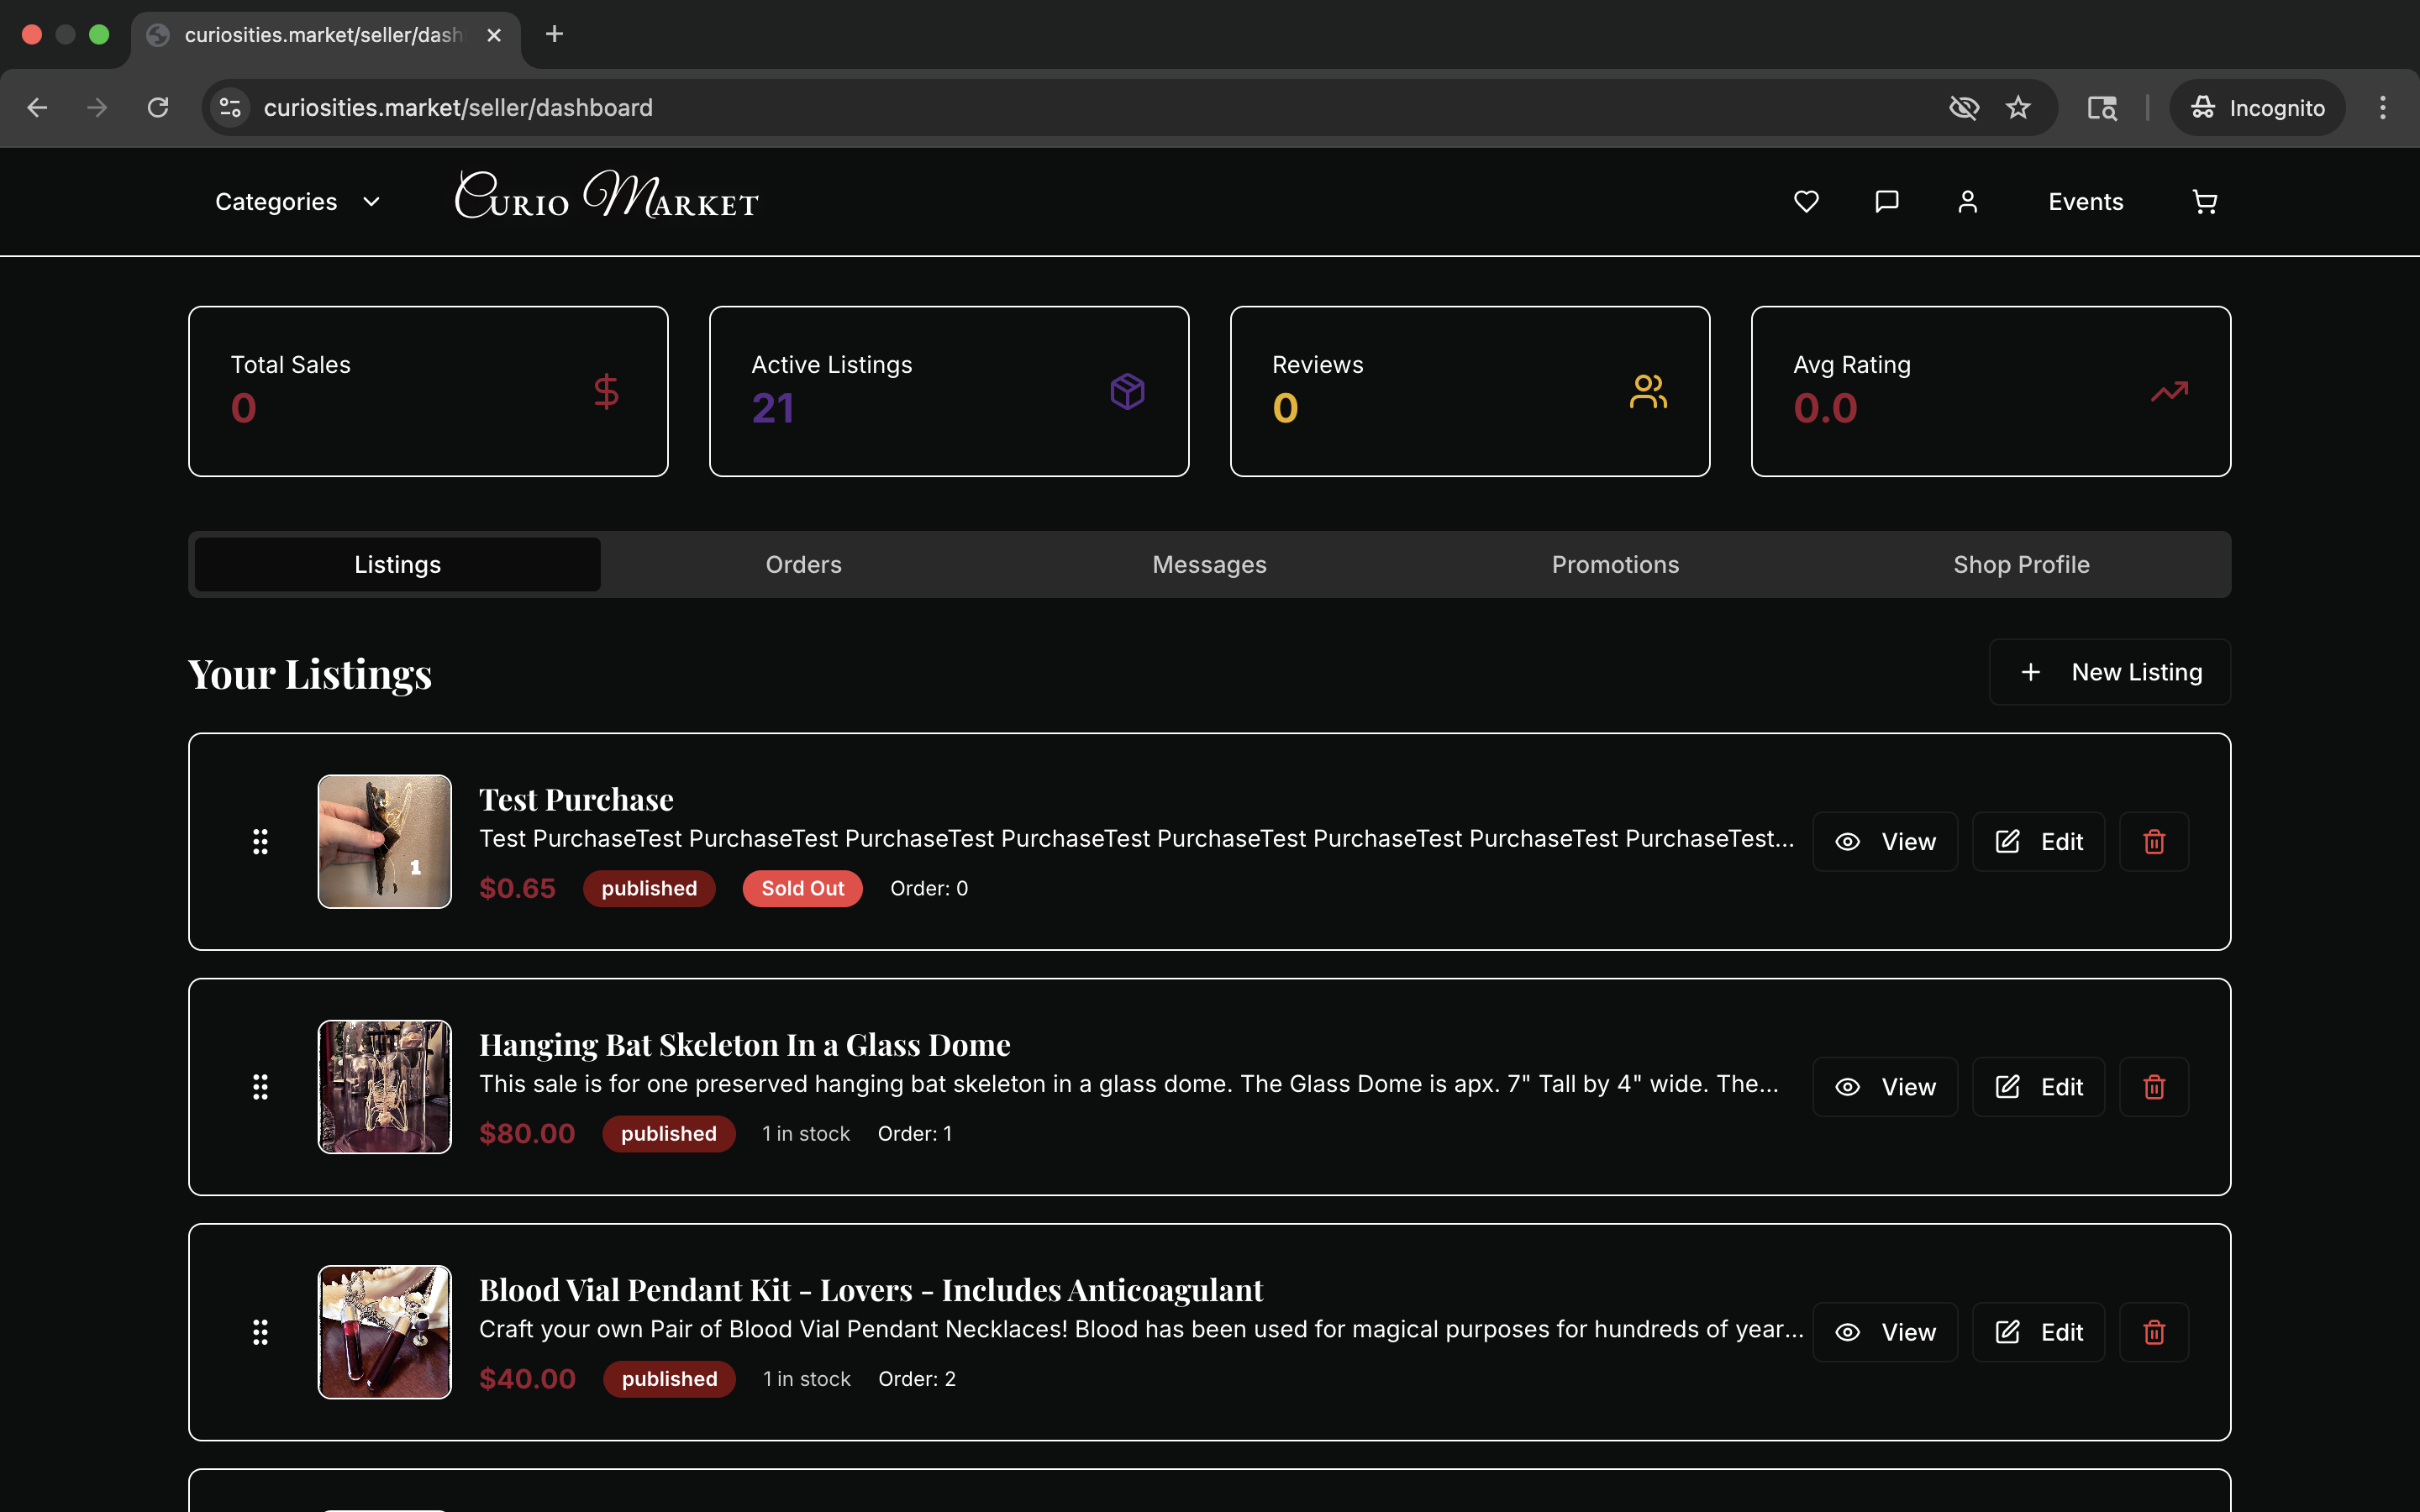 curiosities.market/seller/dash
curiosities.market/seller/dashboard
Incognito
Categories
Curio Market
Events
Total Sales
0
Active Listings
21
Reviews
0
Avg Rating
0.0
Listings
Orders
Messages
Promotions
Shop Profile
Your Listings
New Listing
Test Purchase
Test PurchaseTest PurchaseTest PurchaseTest PurchaseTest PurchaseTest PurchaseTest PurchaseTest PurchaseTest...
1
$0.65 published Sold Out Order: 0
View Edit
Hanging Bat Skeleton In a Glass Dome
This sale is for one preserved hanging bat skeleton in a glass dome. The Glass Dome is apx. 7" Tall by 4" wide. The...
$80.00 published 1 in stock Order: 1
View Edit
Blood Vial Pendant Kit - Lovers - Includes Anticoagulant
Craft your own Pair of Blood Vial Pendant Necklaces! Blood has been used for magical purposes for hundreds of year...
$40.00 published 1 in stock Order: 2
View Edit